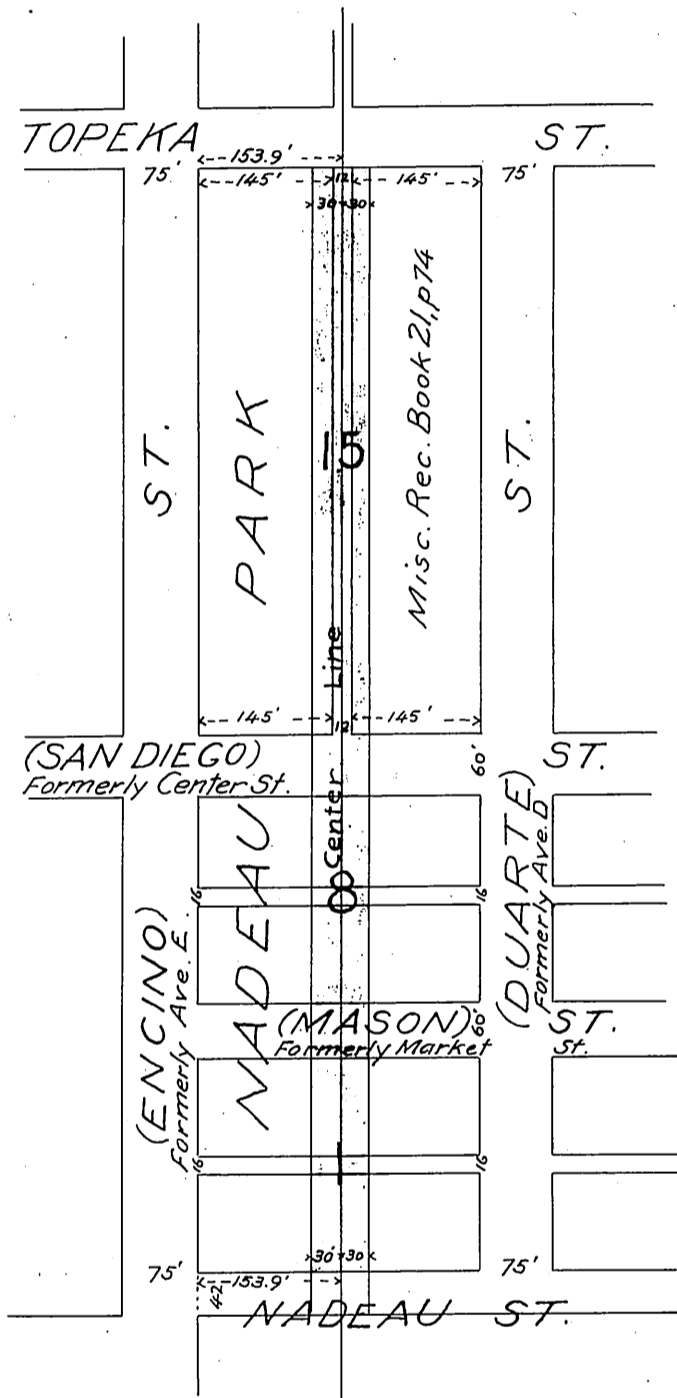 TOPEKA ST.
153.9'
75' 145' 12 145' 75'
30 30
PARK
15
Misc. Rec. Book 21, p74
ST.
ST.
Line
145' 12 145'
(SAN DIEGO) ST.
Formerly Center St.
60'
Center
NADEAU
8
16 16
(ENCINO)
Formerly Ave. E.
(DUARTE)
Formerly Ave. D
(MASON) 60' ST.
Formerly Market St.
16 1 16
30' 30
75' 153.9' 75'
42
NADEAU ST.